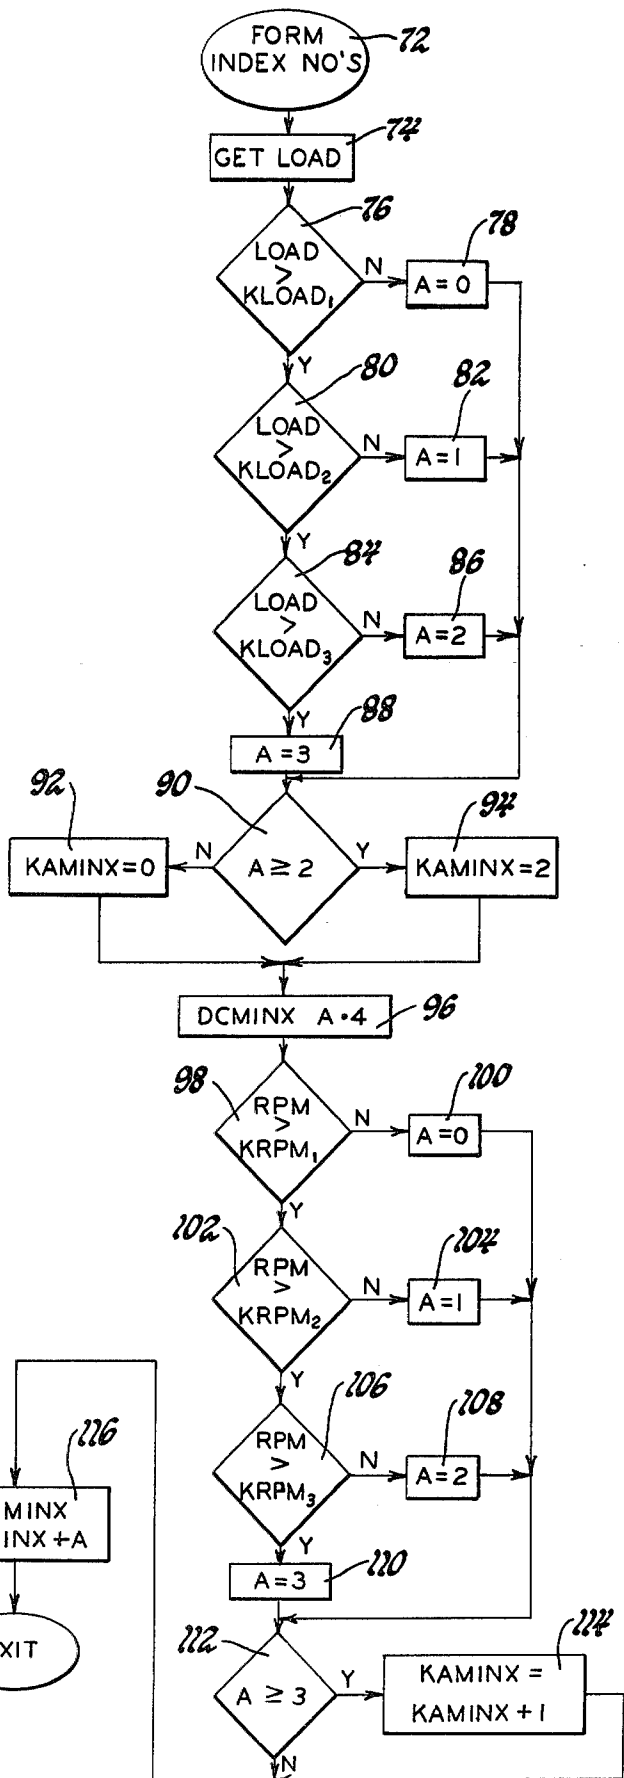 FORM
INDEX NO'S
72
74
GET LOAD
76
LOAD
>
KLOAD1
N
78
A=0
Y
80
LOAD
>
KLOAD2
N
82
A=1
Y
84
LOAD
>
KLOAD3
N
86
A=2
Y
88
A=3
90
92
94
N
A≥2
Y
KAMINX=0
KAMINX=2
DCMINX A•4
96
98
RPM
>
KRPM1
N
100
A=0
Y
102
RPM
>
KRPM2
N
104
A=1
Y
106
RPM
>
KRPM3
N
108
A=2
Y
110
A=3
116
MINX
INX+A
XIT
112
A ≥ 3
Y
114
KAMINX =
KAMINX + 1
N